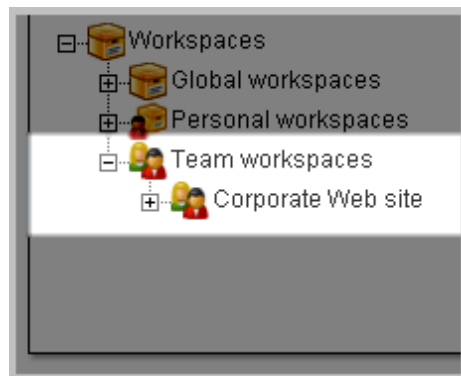 Workspaces
Global workspaces
Personal workspaces
Team workspaces
Corporate Web site